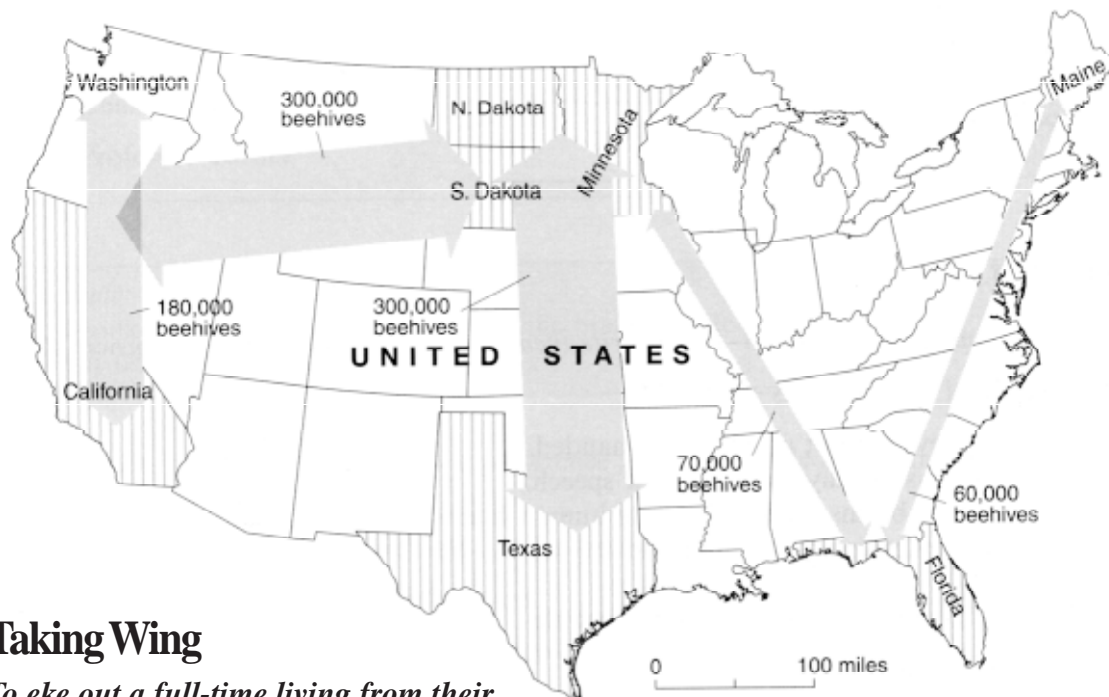 Maine
Washington
300,000
beehives
N. Dakota
Minnesota
S. Dakota
180,000
beehives
300,000
beehives
UNITED STATES
California
70,000
beehives
60,000
beehives
Texas
Florida
Taking Wing
0 100 miles
To eke out a full-time living from their